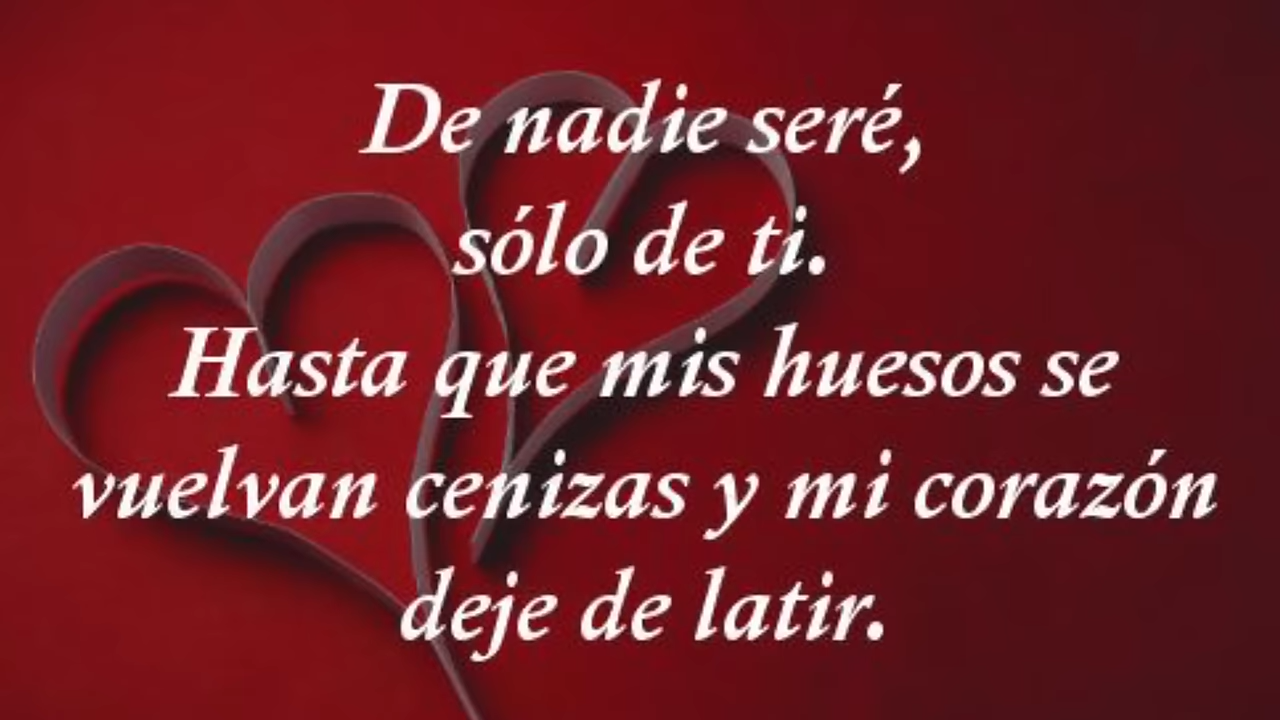 De nadie seré,
sólo de ti.
Hasta que mis huesos se
vuelvan cenizas y mi corazón
deje de latir.